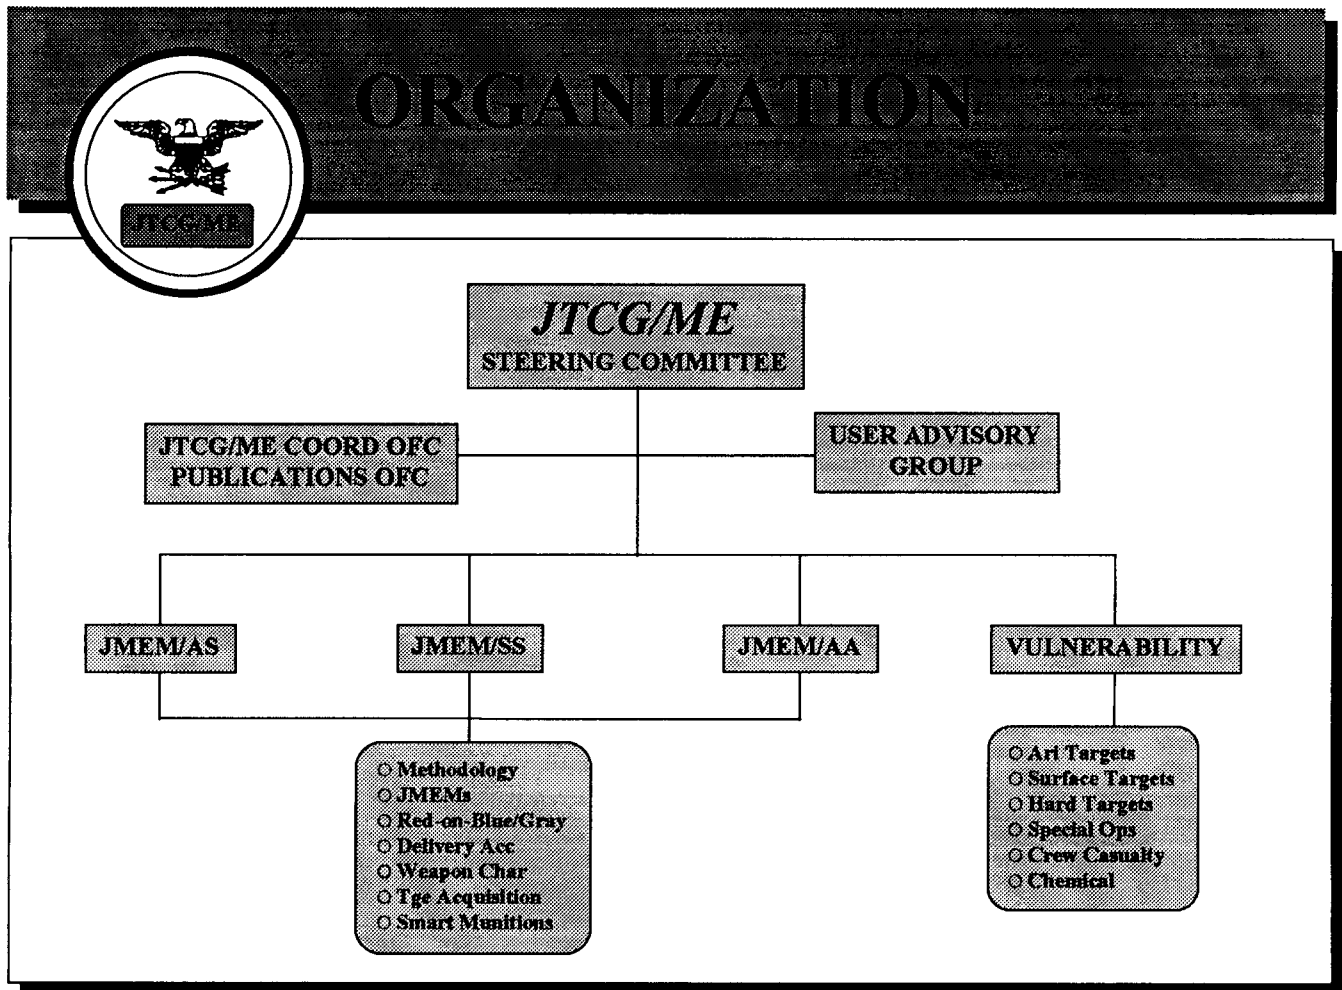 ORGANIZATION
JTCG/ME
JTCG/ME
STEERING COMMITTEE
JTCG/ME COORD OFC
PUBLICATIONS OFC
USER ADVISORY
GROUP
JMEM/AS
JMEM/SS
JMEM/AA
VULNERABILITY
Methodology
JMEMs
Red-on-Blue/Gray
Delivery Acc
Weapon Char
Tge Acquisition
Smart Munitions
Art Targets
Surface Targets
Hard Targets
Special Ops
Crew Casualty
Chemical